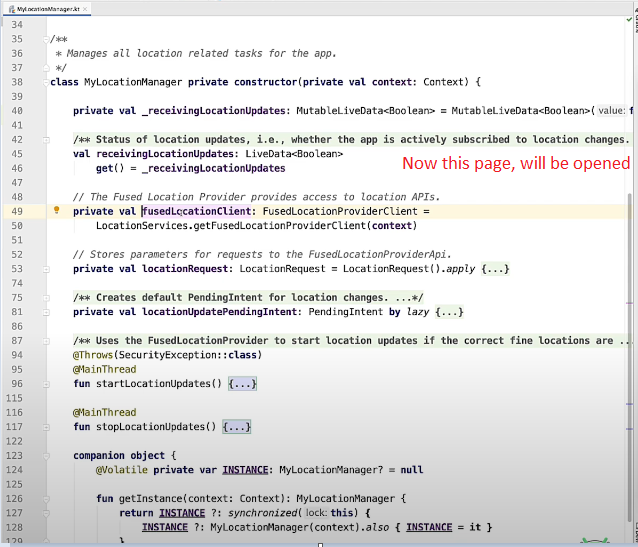 MyLocationManager.kt ×
34
35 /**
36 * Manages all location related tasks for the app.
37 */
38 class MyLocationManager private constructor(private val context: Context) {
39
40 private val _receivingLocationUpdates: MutableLiveData<Boolean> = MutableLiveData<Boolean>( value: f
41
42 /** Status of location updates, i.e., whether the app is actively subscribed to location changes.
45 val receivingLocationUpdates: LiveData<Boolean>
46 get() = _receivingLocationUpdates
Now this page, will be opened
47
48 // The Fused Location Provider provides access to location APIs.
49 private val fusedLocationClient: FusedLocationProviderClient =
50 LocationServices.getFusedLocationProviderClient(context)
51
52 // Stores parameters for requests to the FusedLocationProviderApi.
53 private val locationRequest: LocationRequest = LocationRequest().apply {...}
74
75 /** Creates default PendingIntent for location changes. ...*/
81 private val locationUpdatePendingIntent: PendingIntent by lazy {...}
86
87 /** Uses the FusedLocationProvider to start location updates if the correct fine locations are ..
94 @Throws(SecurityException::class)
95 @MainThread
96 fun startLocationUpdates() {...}
115
116 @MainThread
117 fun stopLocationUpdates() {...}
122
123 companion object {
124 @Volatile private var INSTANCE: MyLocationManager? = null
125
126 fun getInstance(context: Context): MyLocationManager {
127 return INSTANCE ?: synchronized( lock: this) {
128 INSTANCE ?: MyLocationManager(context).also { INSTANCE = it }
129 }